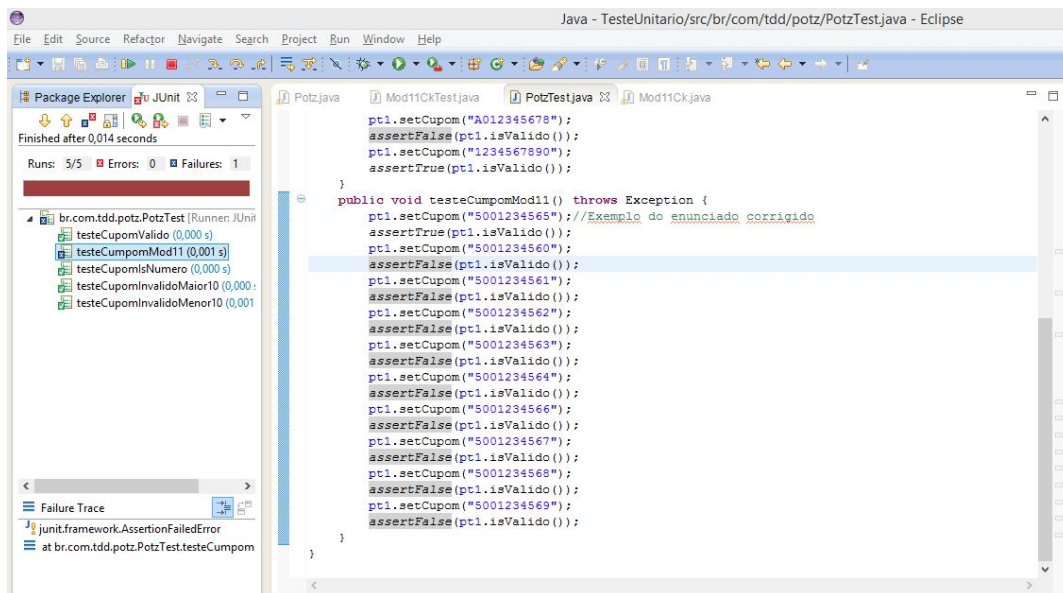 Java - TesteUnitario/src/br/com/tdd/potz/PotzTest.java - Eclipse
File Edit Source Refactor Navigate Search Project Run Window Help
Package Explorer JUnit
Finished after 0,014 seconds
Runs: 5/5 Errors: 0 Failures: 1
br.com.tdd.potz.PotzTest [Runner: JUnit
testeCupomValido (0,000 s)
testeCumpomMod11 (0,001 s)
testeCupomIsNumero (0,000 s)
testeCupomInvalidoMaior10 (0,000 s
testeCupomInvalidoMenor10 (0,001
Failure Trace
junit.framework.AssertionFailedError
at br.com.tdd.potz.PotzTest.testeCumpom
Potz.java Mod11CkTest.java PotzTest.java Mod11Ck.java
pt1.setCupom("A012345678");
assertFalse(pt1.isValido());
pt1.setCupom("1234567890");
assertTrue(pt1.isValido());
}
public void testeCumpomMod11() throws Exception {
pt1.setCupom("5001234565");//Exemplo do enunciado corrigido
assertTrue(pt1.isValido());
pt1.setCupom("5001234560");
assertFalse(pt1.isValido());
pt1.setCupom("5001234561");
assertFalse(pt1.isValido());
pt1.setCupom("5001234562");
assertFalse(pt1.isValido());
pt1.setCupom("5001234563");
assertFalse(pt1.isValido());
pt1.setCupom("5001234564");
assertFalse(pt1.isValido());
pt1.setCupom("5001234566");
assertFalse(pt1.isValido());
pt1.setCupom("5001234567");
assertFalse(pt1.isValido());
pt1.setCupom("5001234568");
assertFalse(pt1.isValido());
pt1.setCupom("5001234569");
assertFalse(pt1.isValido());
}
}